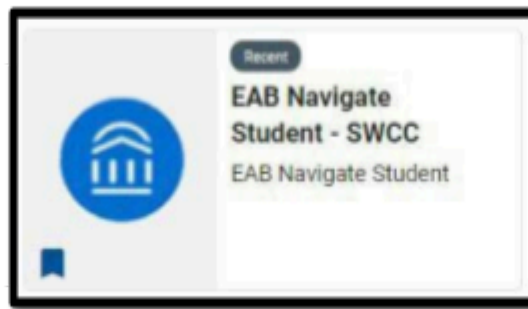 Recent
EAB Navigate
Student - SWCC
EAB Navigate Student